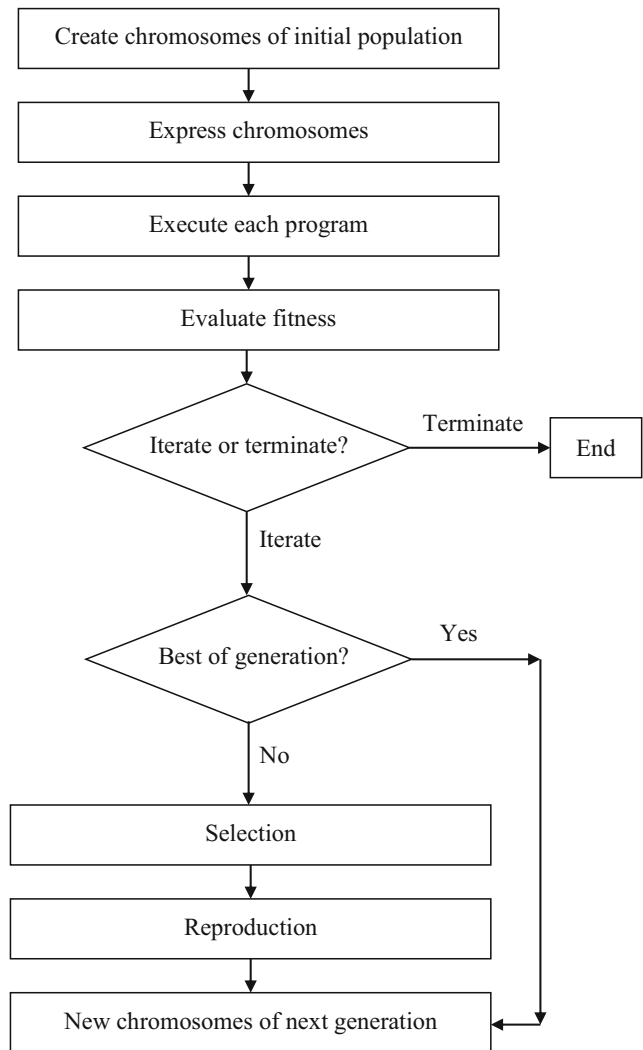 Create chromosomes of initial population
Express chromosomes
Execute each program
Evaluate fitness
Iterate or terminate?
Terminate
End
Iterate
Best of generation?
Yes
No
Selection
Reproduction
New chromosomes of next generation